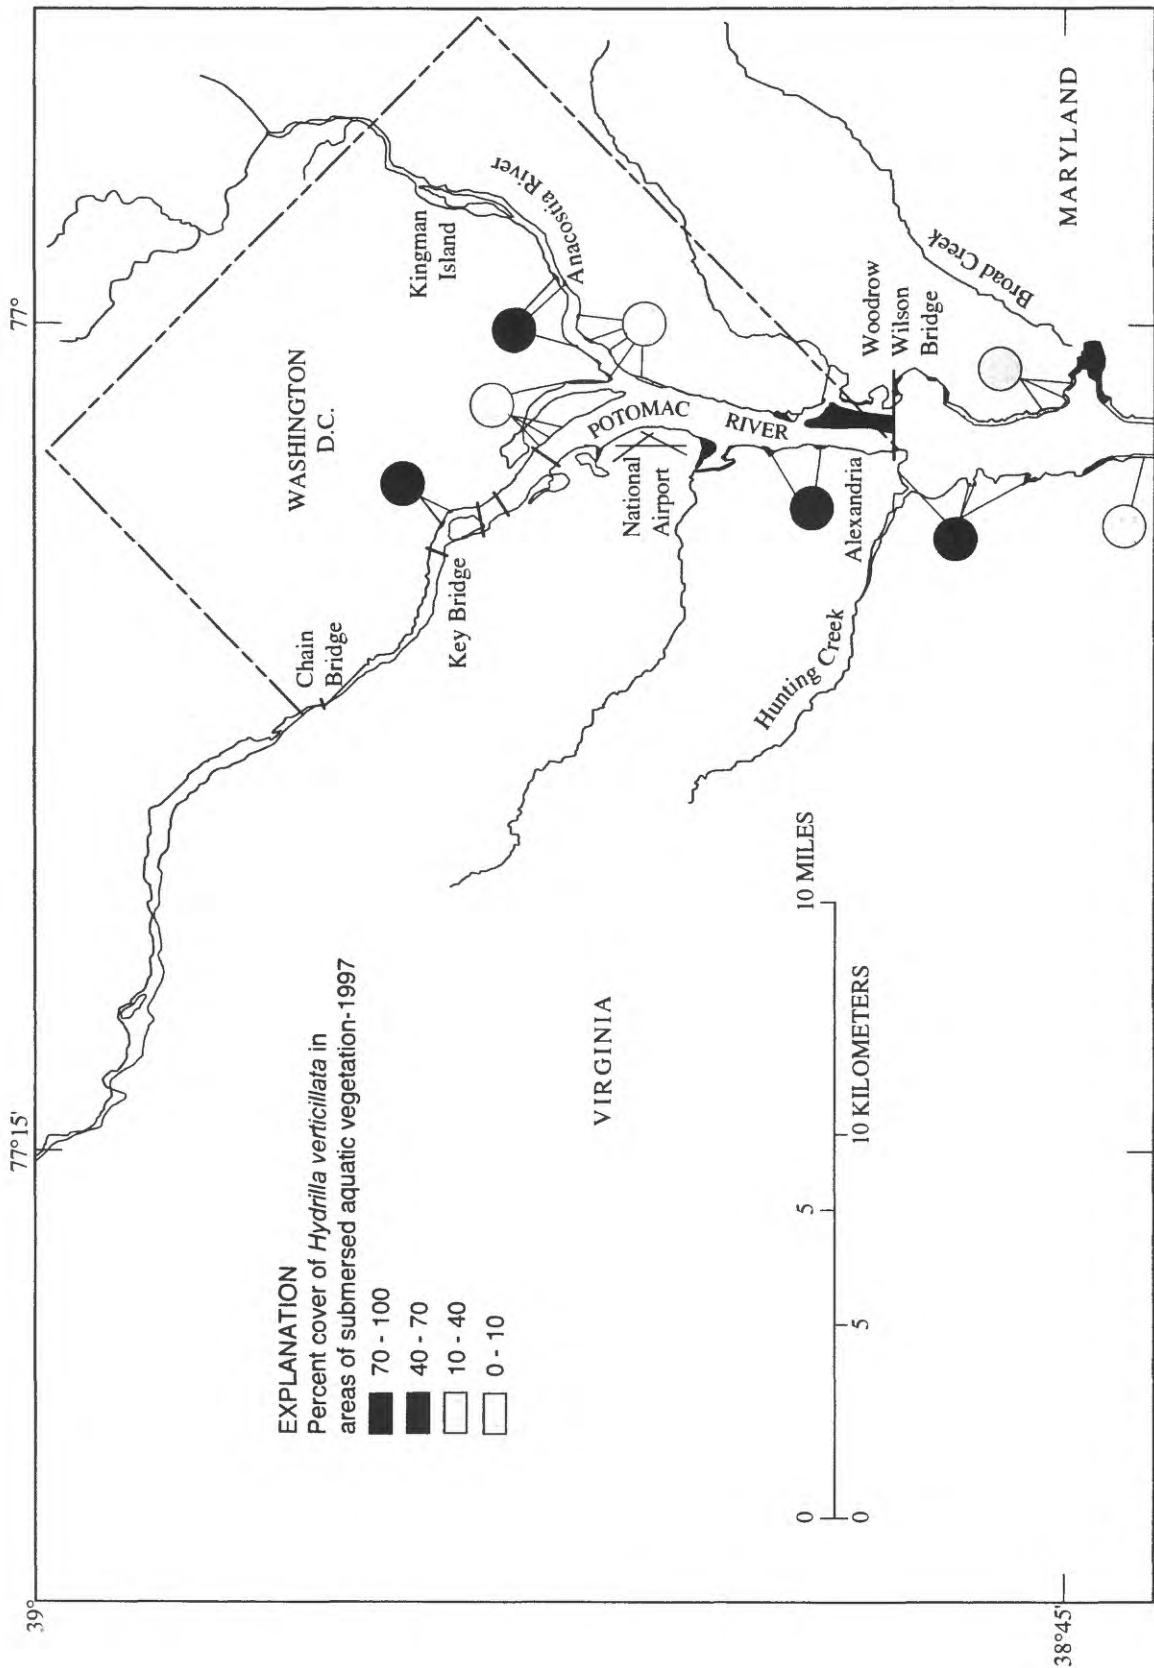 77°15'
77°
39°
38°45'
WASHINGTON
D.C.
Kingman
Island
Anacostia River
Chain
Bridge
Key Bridge
POTOMAC
RIVER
National
Airport
Alexandria
Woodrow
Wilson
Bridge
Hunting Creek
Broad Creek
MARYLAND
VIRGINIA
EXPLANATION
Percent cover of Hydrilla verticillata in
areas of submersed aquatic vegetation-1997
70 - 100
40 - 70
10 - 40
0 - 10
0 5 10 MILES
0 5 10 KILOMETERS